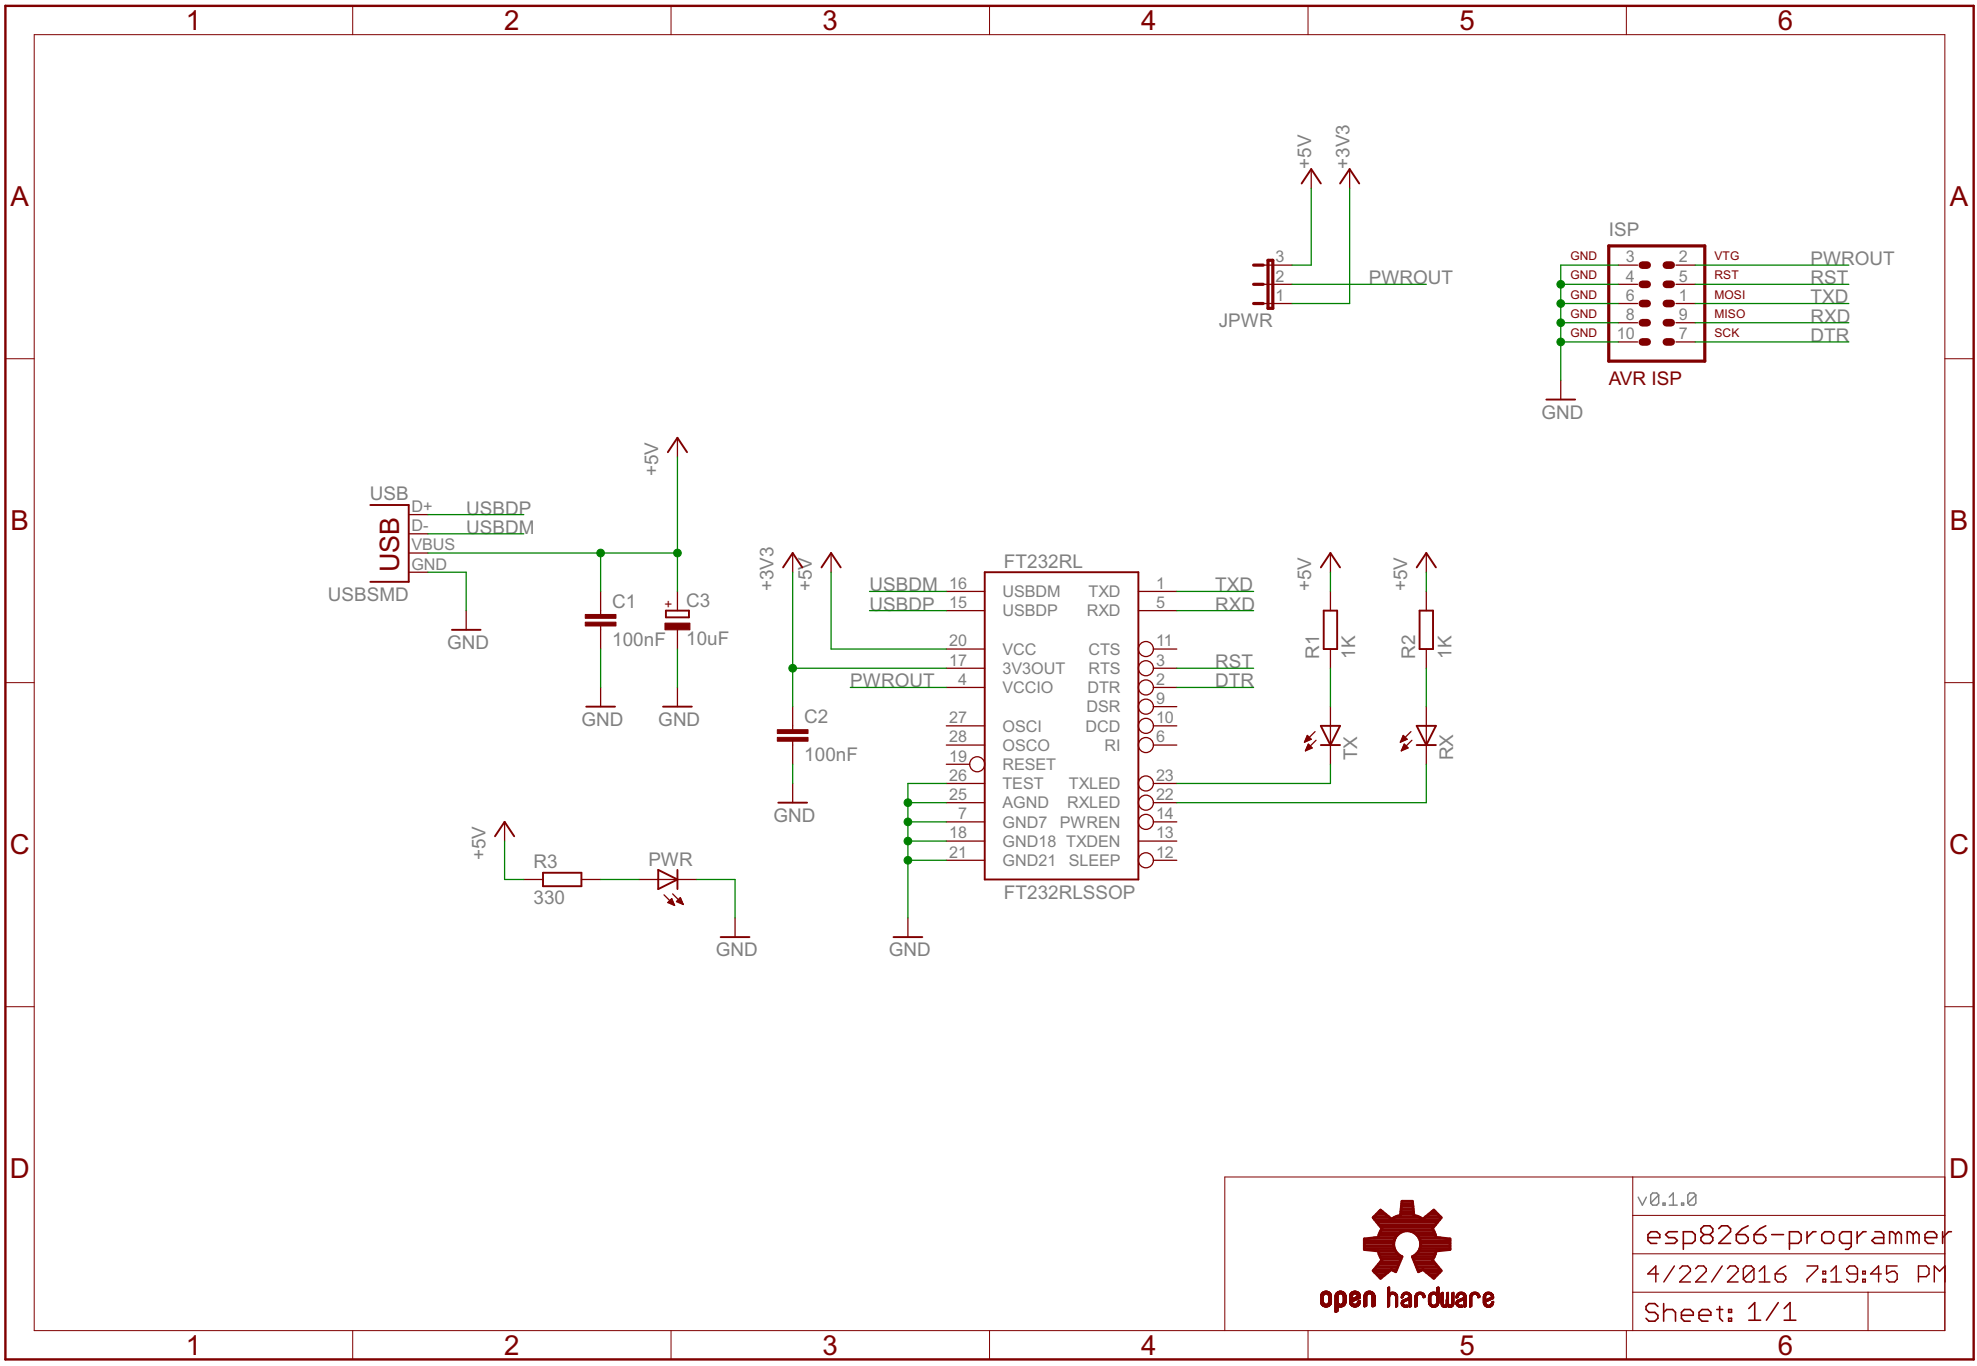 1 2 3 4 5 6
A A
+5V +3V3
ISP
3 2 1
PWROUT
JPWR
GND 3 2 VTG PWROUT
GND 4 5 RST RST
GND 6 1 MOSI TXD
GND 8 9 MISO RXD
GND 10 7 SCK DTR
AVR ISP
GND
B B
+5V
USB
USB
D+ USBDP
D- USBDM
VBUS
GND
USBSMD
GND
C1
100nF
GND
+ C3
10uF
GND
+3V3 +5V
FT232RL
USBDM 16 USBDM TXD 1 TXD
USBDP 15 USBDP RXD 5 RXD
20 VCC CTS 11
17 3V3OUT RTS 3 RST
PWROUT 4 VCCIO DTR 2 DTR
DSR 9
27 OSCI DCD 10
28 OSCO RI 6
19 RESET
26 TEST TXLED 23
25 AGND RXLED 22
7 GND7 PWREN 14
18 GND18 TXDEN 13
21 GND21 SLEEP 12
FT232RLSSOP
GND
C2
100nF
GND
+5V
R1
1K
TX
+5V
R2
1K
RX
C C
+5V
R3
330
PWR
GND
D D
open hardware
v0.1.0
esp8266-programmer
4/22/2016 7:19:45 PM
Sheet: 1/1
1 2 3 4 5 6